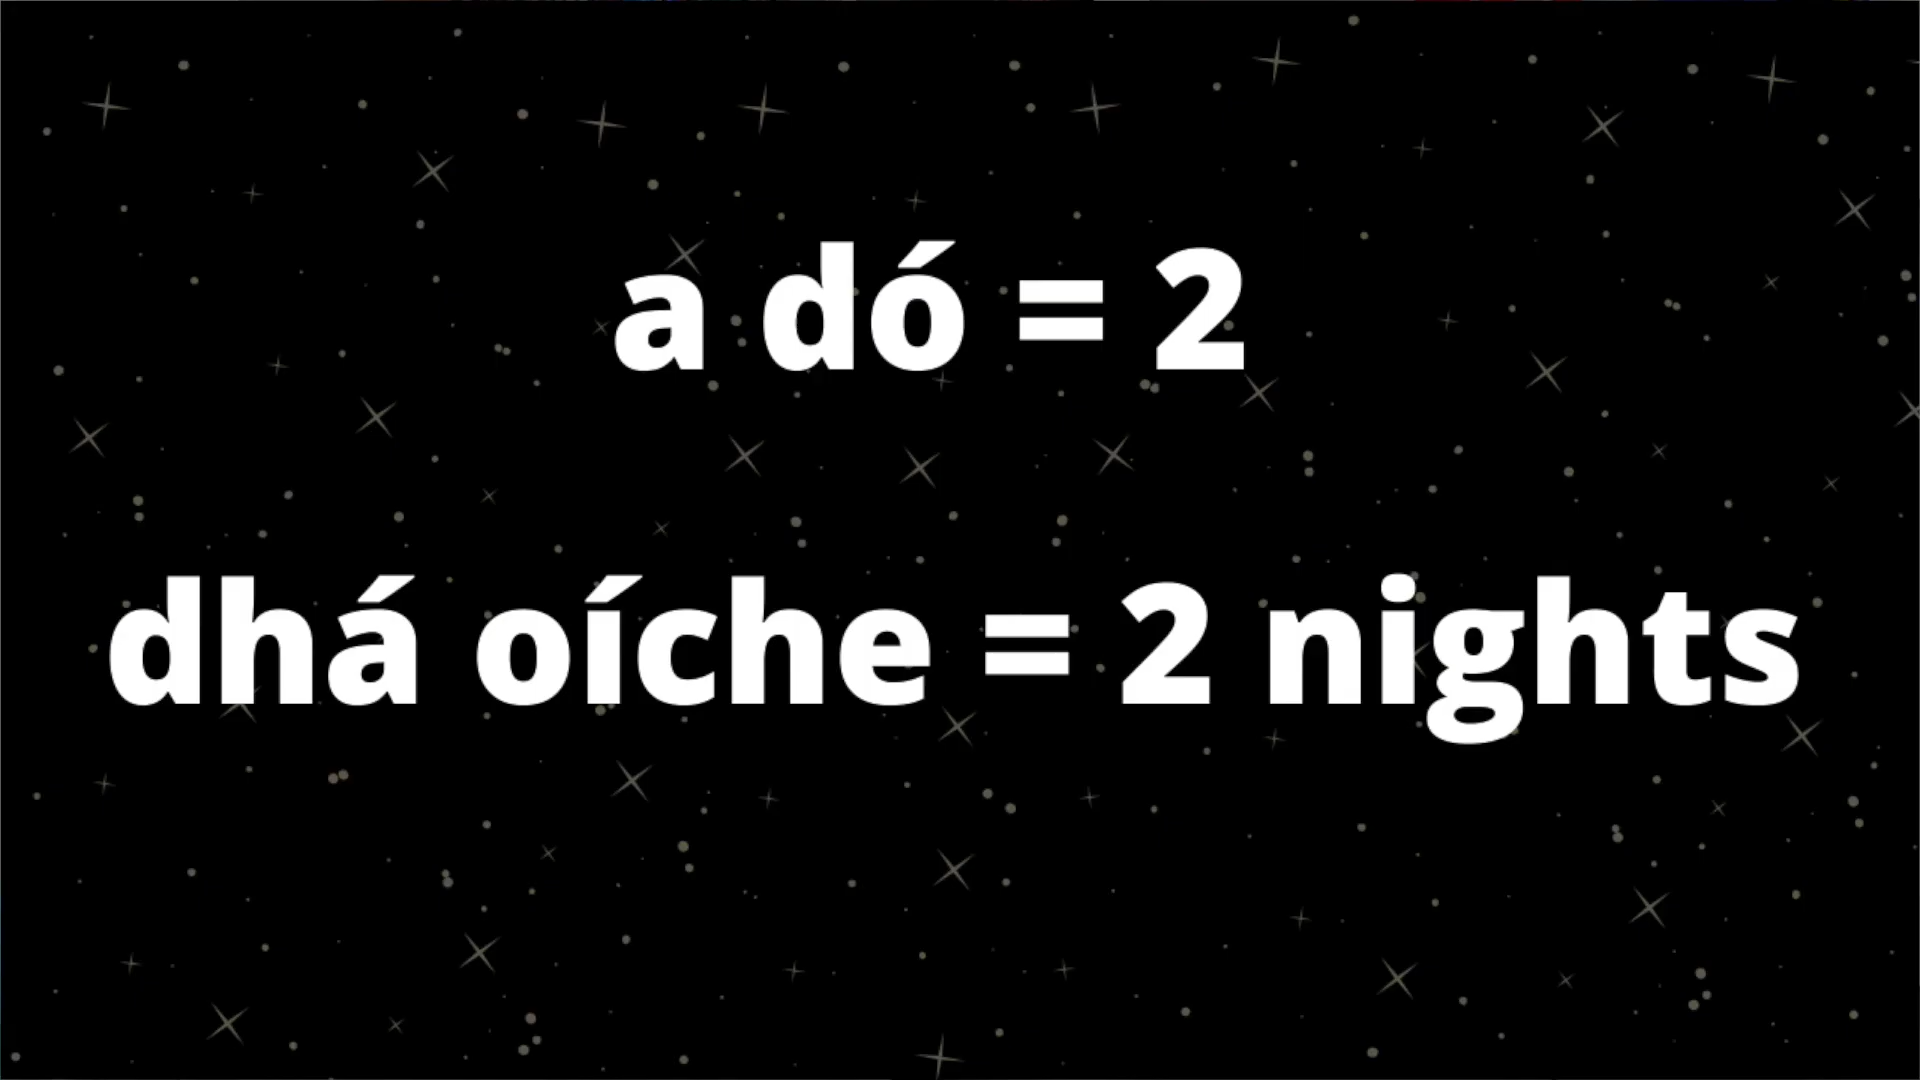 a dó = 2
dhá oíche = 2 nights